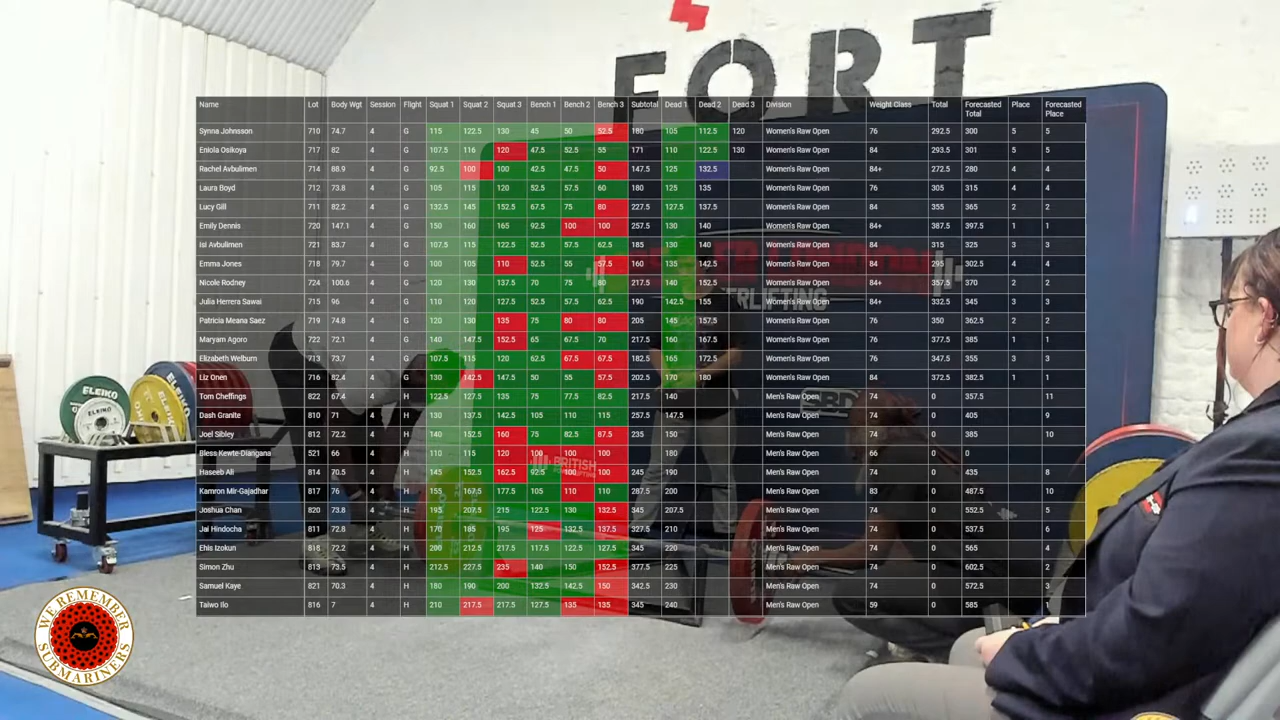 FORT
Name Lot Body Wgt Session Flight Squat 1 Squat 2 Squat 3 Bench 1 Bench 2 Bench 3 Subtotal Dead 1 Dead 2 Dead 3 Division Weight Class Total Forecasted Total Place Forecasted Place
Synna Johnsson 710 74.7 4 G 115 122.5 130 45 50 52.5 180 105 112.5 120 Women's Raw Open 76 292.5 300 5 5
Eniola Osikoya 717 82 4 G 107.5 116 120 47.5 52.5 55 171 110 122.5 130 Women's Raw Open 84 293.5 301 5 5
Rachel Avbulimen 714 88.9 4 G 92.5 100 100 42.5 47.5 50 147.5 125 132.5 Women's Raw Open 84+ 272.5 280 4 4
Laura Boyd 712 73.8 4 G 105 115 120 52.5 57.5 60 180 125 135 Women's Raw Open 76 305 315 4 4
Lucy Gill 711 82.2 4 G 132.5 145 152.5 67.5 75 80 227.5 127.5 137.5 Women's Raw Open 84 355 365 2 2
Emily Dennis 720 147.1 4 G 150 160 165 92.5 100 100 257.5 130 140 Women's Raw Open 84+ 387.5 397.5 1 1
Isi Avbulimen 721 83.7 4 G 107.5 115 122.5 52.5 57.5 62.5 185 130 140 Women's Raw Open 84 315 325 3 3
Emma Jones 718 79.7 4 G 100 105 110 52.5 55 57.5 160 135 142.5 Women's Raw Open 84 295 302.5 4 4
Nicole Rodney 724 100.6 4 G 120 130 137.5 70 75 80 217.5 140 152.5 Women's Raw Open 84+ 357.5 370 2 2
Julia Herrera Sawai 715 96 4 G 110 120 127.5 52.5 57.5 62.5 190 142.5 155 Women's Raw Open 84+ 332.5 345 3 3
Patricia Meana Saez 719 74.8 4 G 120 130 135 75 80 80 205 145 157.5 Women's Raw Open 76 350 362.5 2 2
Maryam Agoro 722 72.1 4 G 140 147.5 152.5 65 67.5 70 217.5 160 167.5 Women's Raw Open 76 377.5 385 1 1
Elizabeth Welburn 713 73.7 4 G 107.5 115 120 62.5 67.5 67.5 182.5 165 172.5 Women's Raw Open 76 347.5 355 3 3
Liz Onen 716 82.4 4 G 130 142.5 147.5 50 55 57.5 202.5 170 180 Women's Raw Open 84 372.5 382.5 1 1
Tom Cheffings 822 67.4 4 H 122.5 127.5 135 75 77.5 82.5 217.5 140 Men's Raw Open 74 0 357.5 11
Dash Granite 810 71 4 H 130 137.5 142.5 105 110 115 257.5 147.5 Men's Raw Open 74 0 405 9
Joel Sibley 812 72.2 4 H 140 152.5 160 75 82.5 87.5 235 150 Men's Raw Open 74 0 385 10
Bless Kewte-Diangana 521 66 4 H 110 115 120 100 100 100 180 Men's Raw Open 66 0 0
Haseeb Ali 814 70.5 4 H 145 152.5 162.5 92.5 100 100 245 190 Men's Raw Open 74 0 435 8
Kamron Mir-Gajadhar 817 76 4 H 155 167.5 177.5 105 110 110 287.5 200 Men's Raw Open 83 0 487.5 10
Joshua Chan 820 73.8 4 H 195 207.5 215 122.5 130 132.5 345 207.5 Men's Raw Open 74 0 552.5 5
Jai Hindocha 811 72.8 4 H 170 185 195 125 132.5 137.5 327.5 210 Men's Raw Open 74 0 537.5 6
Ehis Izokun 818 72.2 4 H 200 212.5 217.5 117.5 122.5 127.5 345 220 Men's Raw Open 74 0 565 4
Simon Zhu 813 73.5 4 H 212.5 227.5 235 140 150 152.5 377.5 225 Men's Raw Open 74 0 602.5 2
Samuel Kaye 821 70.3 4 H 180 190 200 132.5 142.5 150 342.5 230 Men's Raw Open 74 0 572.5 3
Taiwo Ilo 816 7 4 H 210 217.5 217.5 127.5 135 135 345 240 Men's Raw Open 59 0 585 1
ELEIKO
ELEIKO
BRITISH
WE REMEMBER
SUBMARINERS